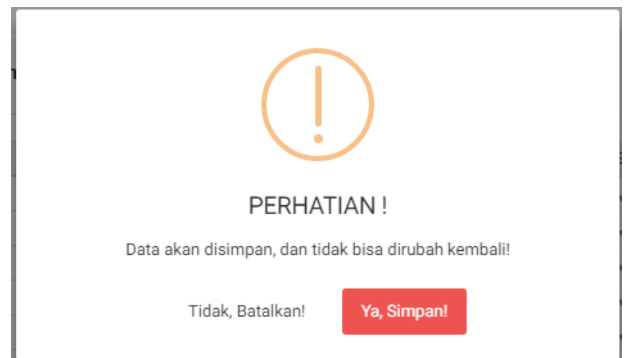 PERHATIAN !
Data akan disimpan, dan tidak bisa dirubah kembali!
Tidak, Batalkan! Ya, Simpan!